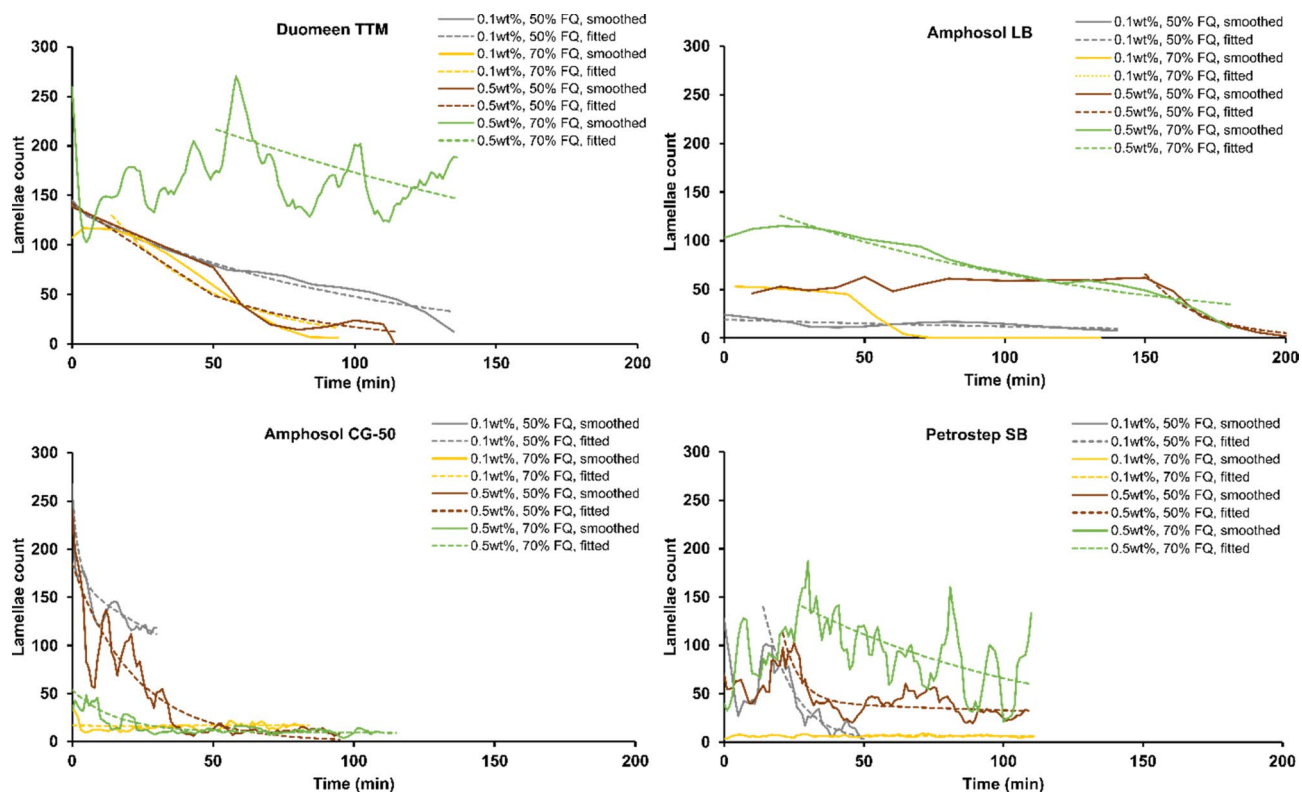 Duomeen TTM
0.1wt%, 50% FQ, smoothed
0.1wt%, 50% FQ, fitted
0.1wt%, 70% FQ, smoothed
0.1wt%, 70% FQ, fitted
0.5wt%, 50% FQ, smoothed
0.5wt%, 50% FQ, fitted
0.5wt%, 70% FQ, smoothed
0.5wt%, 70% FQ, fitted
Lamellae count
300
250
200
150
100
50
0
0 50 100 150 200
Time (min)
Amphosol LB
0.1wt%, 50% FQ, smoothed
0.1wt%, 50% FQ, fitted
0.1wt%, 70% FQ, smoothed
0.1wt%, 70% FQ, fitted
0.5wt%, 50% FQ, smoothed
0.5wt%, 50% FQ, fitted
0.5wt%, 70% FQ, smoothed
0.5wt%, 70% FQ, fitted
Lamellae count
300
250
200
150
100
50
0
0 50 100 150 200
Time (min)
Amphosol CG-50
0.1wt%, 50% FQ, smoothed
0.1wt%, 50% FQ, fitted
0.1wt%, 70% FQ, smoothed
0.1wt%, 70% FQ, fitted
0.5wt%, 50% FQ, smoothed
0.5wt%, 50% FQ, fitted
0.5wt%, 70% FQ, smoothed
0.5wt%, 70% FQ, fitted
Lamellae count
300
250
200
150
100
50
0
0 50 100 150 200
Time (min)
Petrostep SB
0.1wt%, 50% FQ, smoothed
0.1wt%, 50% FQ, fitted
0.1wt%, 70% FQ, smoothed
0.1wt%, 70% FQ, fitted
0.5wt%, 50% FQ, smoothed
0.5wt%, 50% FQ, fitted
0.5wt%, 70% FQ, smoothed
0.5wt%, 70% FQ, fitted
Lamellae count
300
250
200
150
100
50
0
0 50 100 150 200
Time (min)